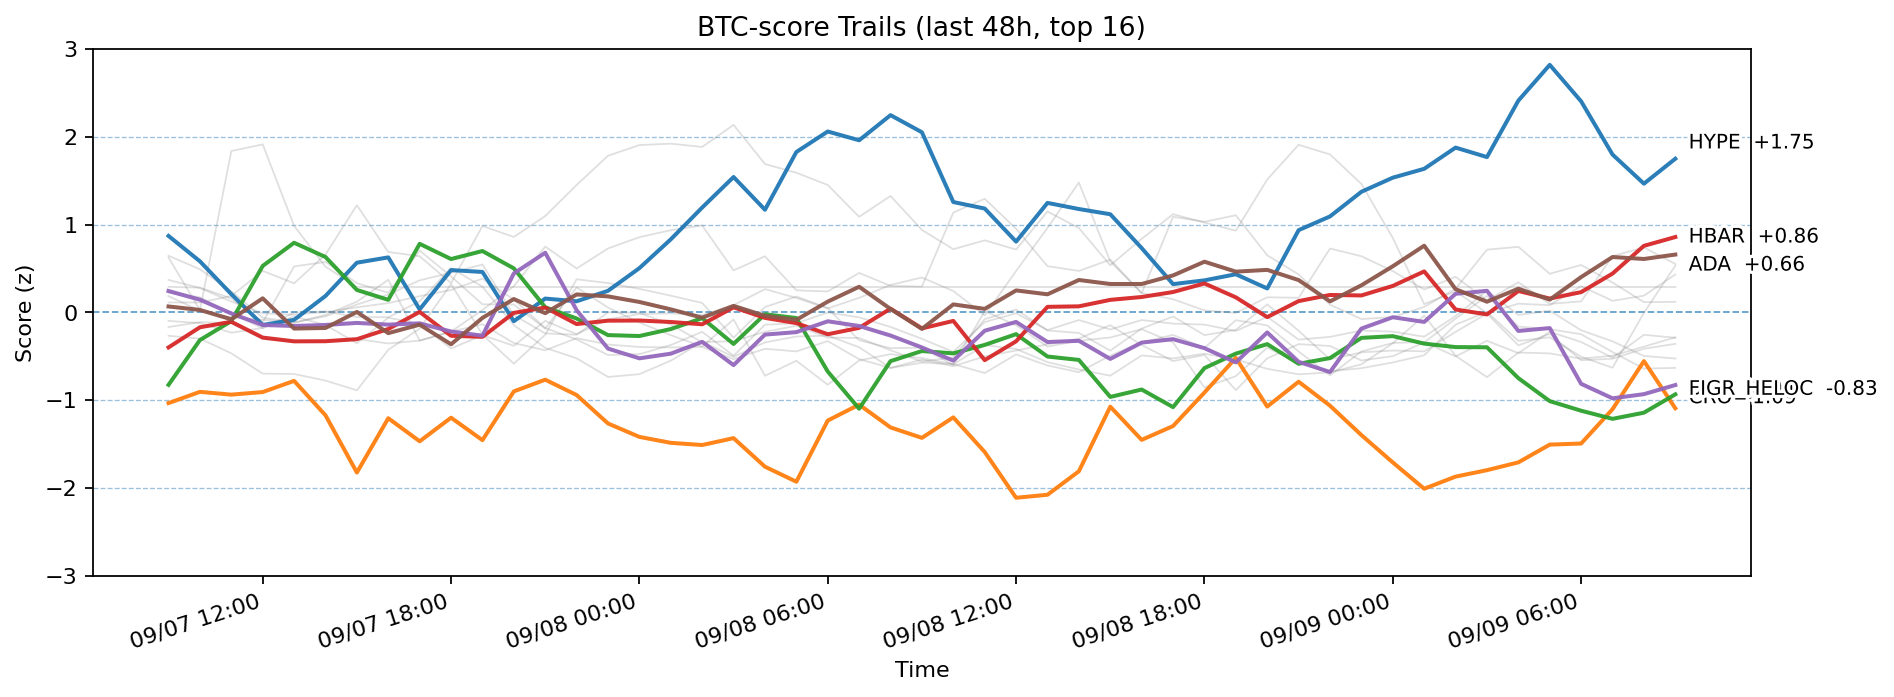 BTC-score Trails (last 48h, top 16)
Score (z)
3
2
1
0
−1
−2
−3
HYPE +1.75
HBAR +0.86
ADA +0.66
FIGR_HELOC -0.83
CRO -1.09
09/07 12:00
09/07 18:00
09/08 00:00
09/08 06:00
09/08 12:00
09/08 18:00
09/09 00:00
09/09 06:00
Time